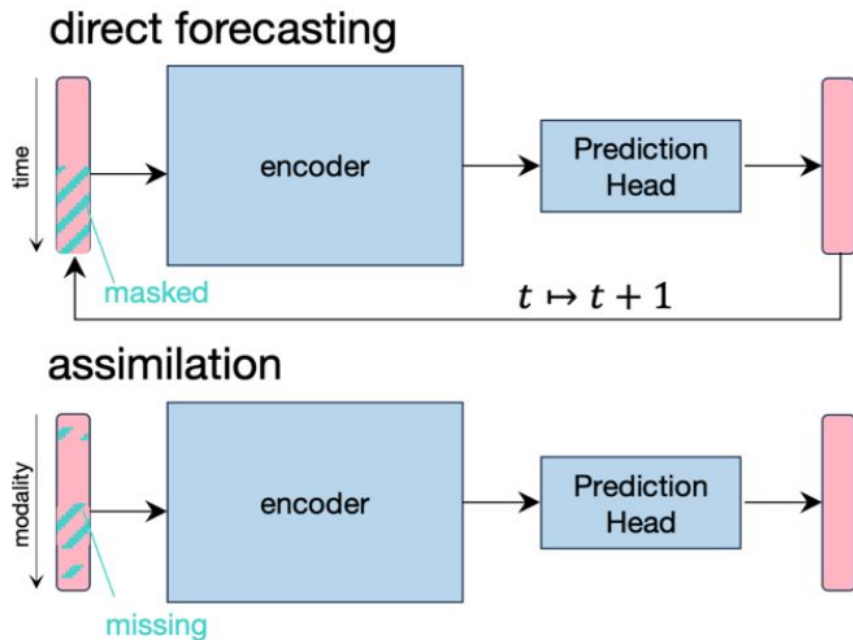 direct forecasting
time
encoder
Prediction
Head
masked
t ↦ t + 1
assimilation
modality
encoder
Prediction
Head
missing